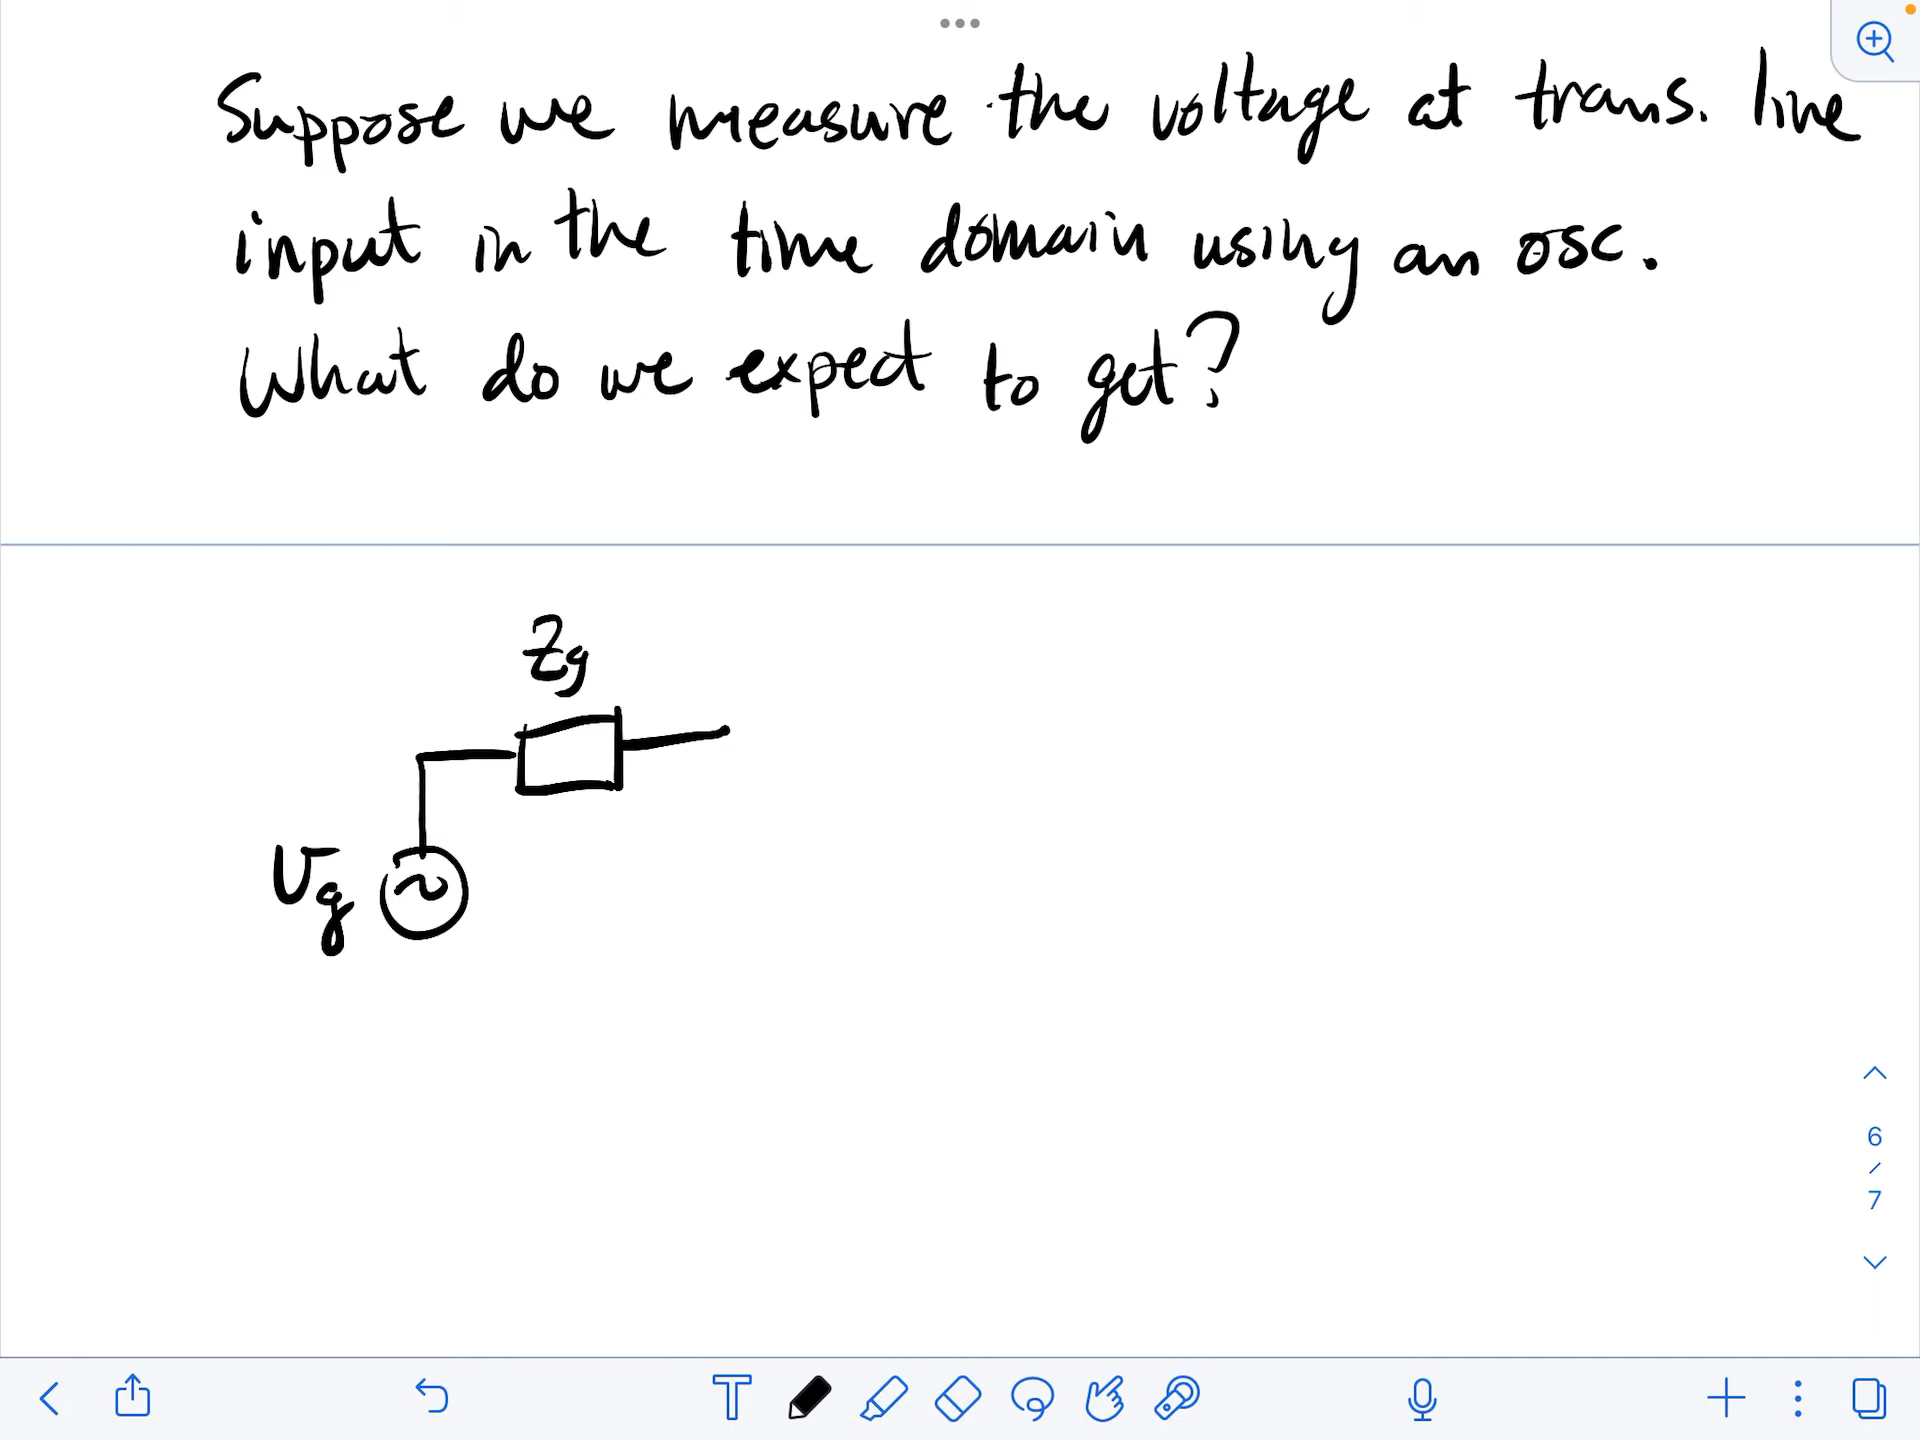 Suppose we measure the voltage at trans. line
input in the time domain using an osc.
What do we expect to get?
Zg
Vg
6
/
7
T